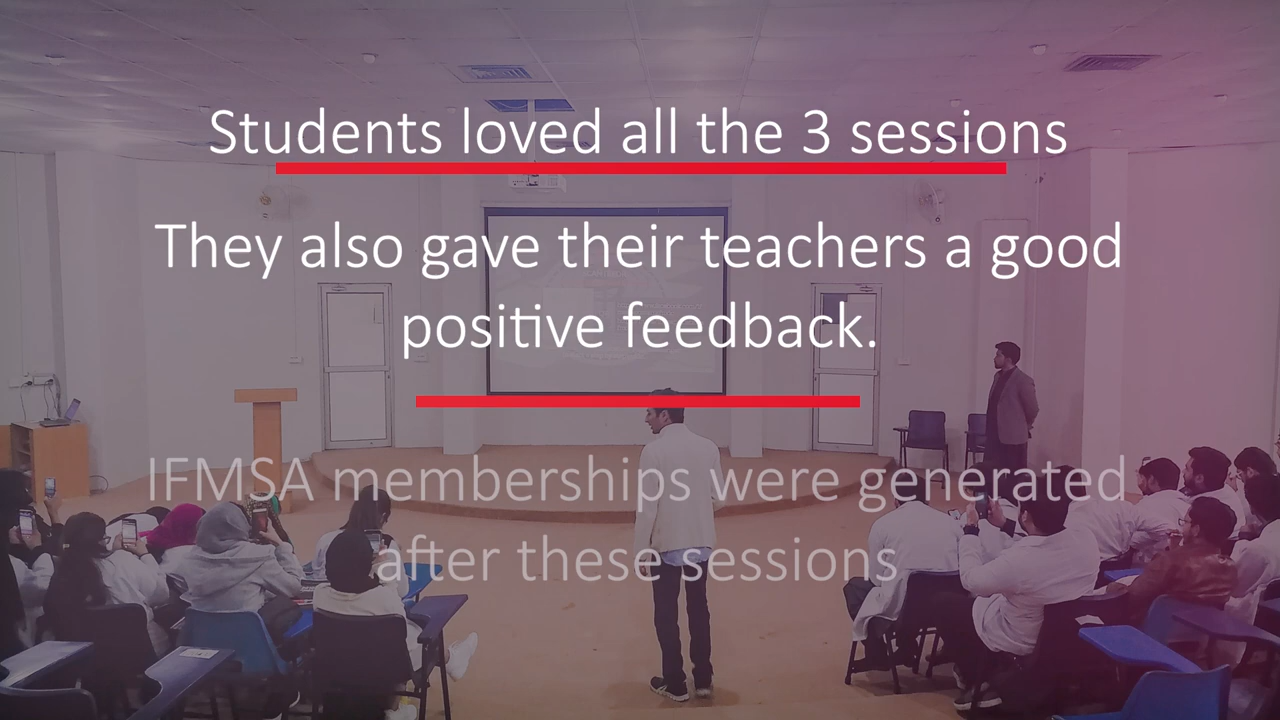 Students loved all the 3 sessions
They also gave their teachers a good
positive feedback.
IFMSA memberships were generated
after these sessions